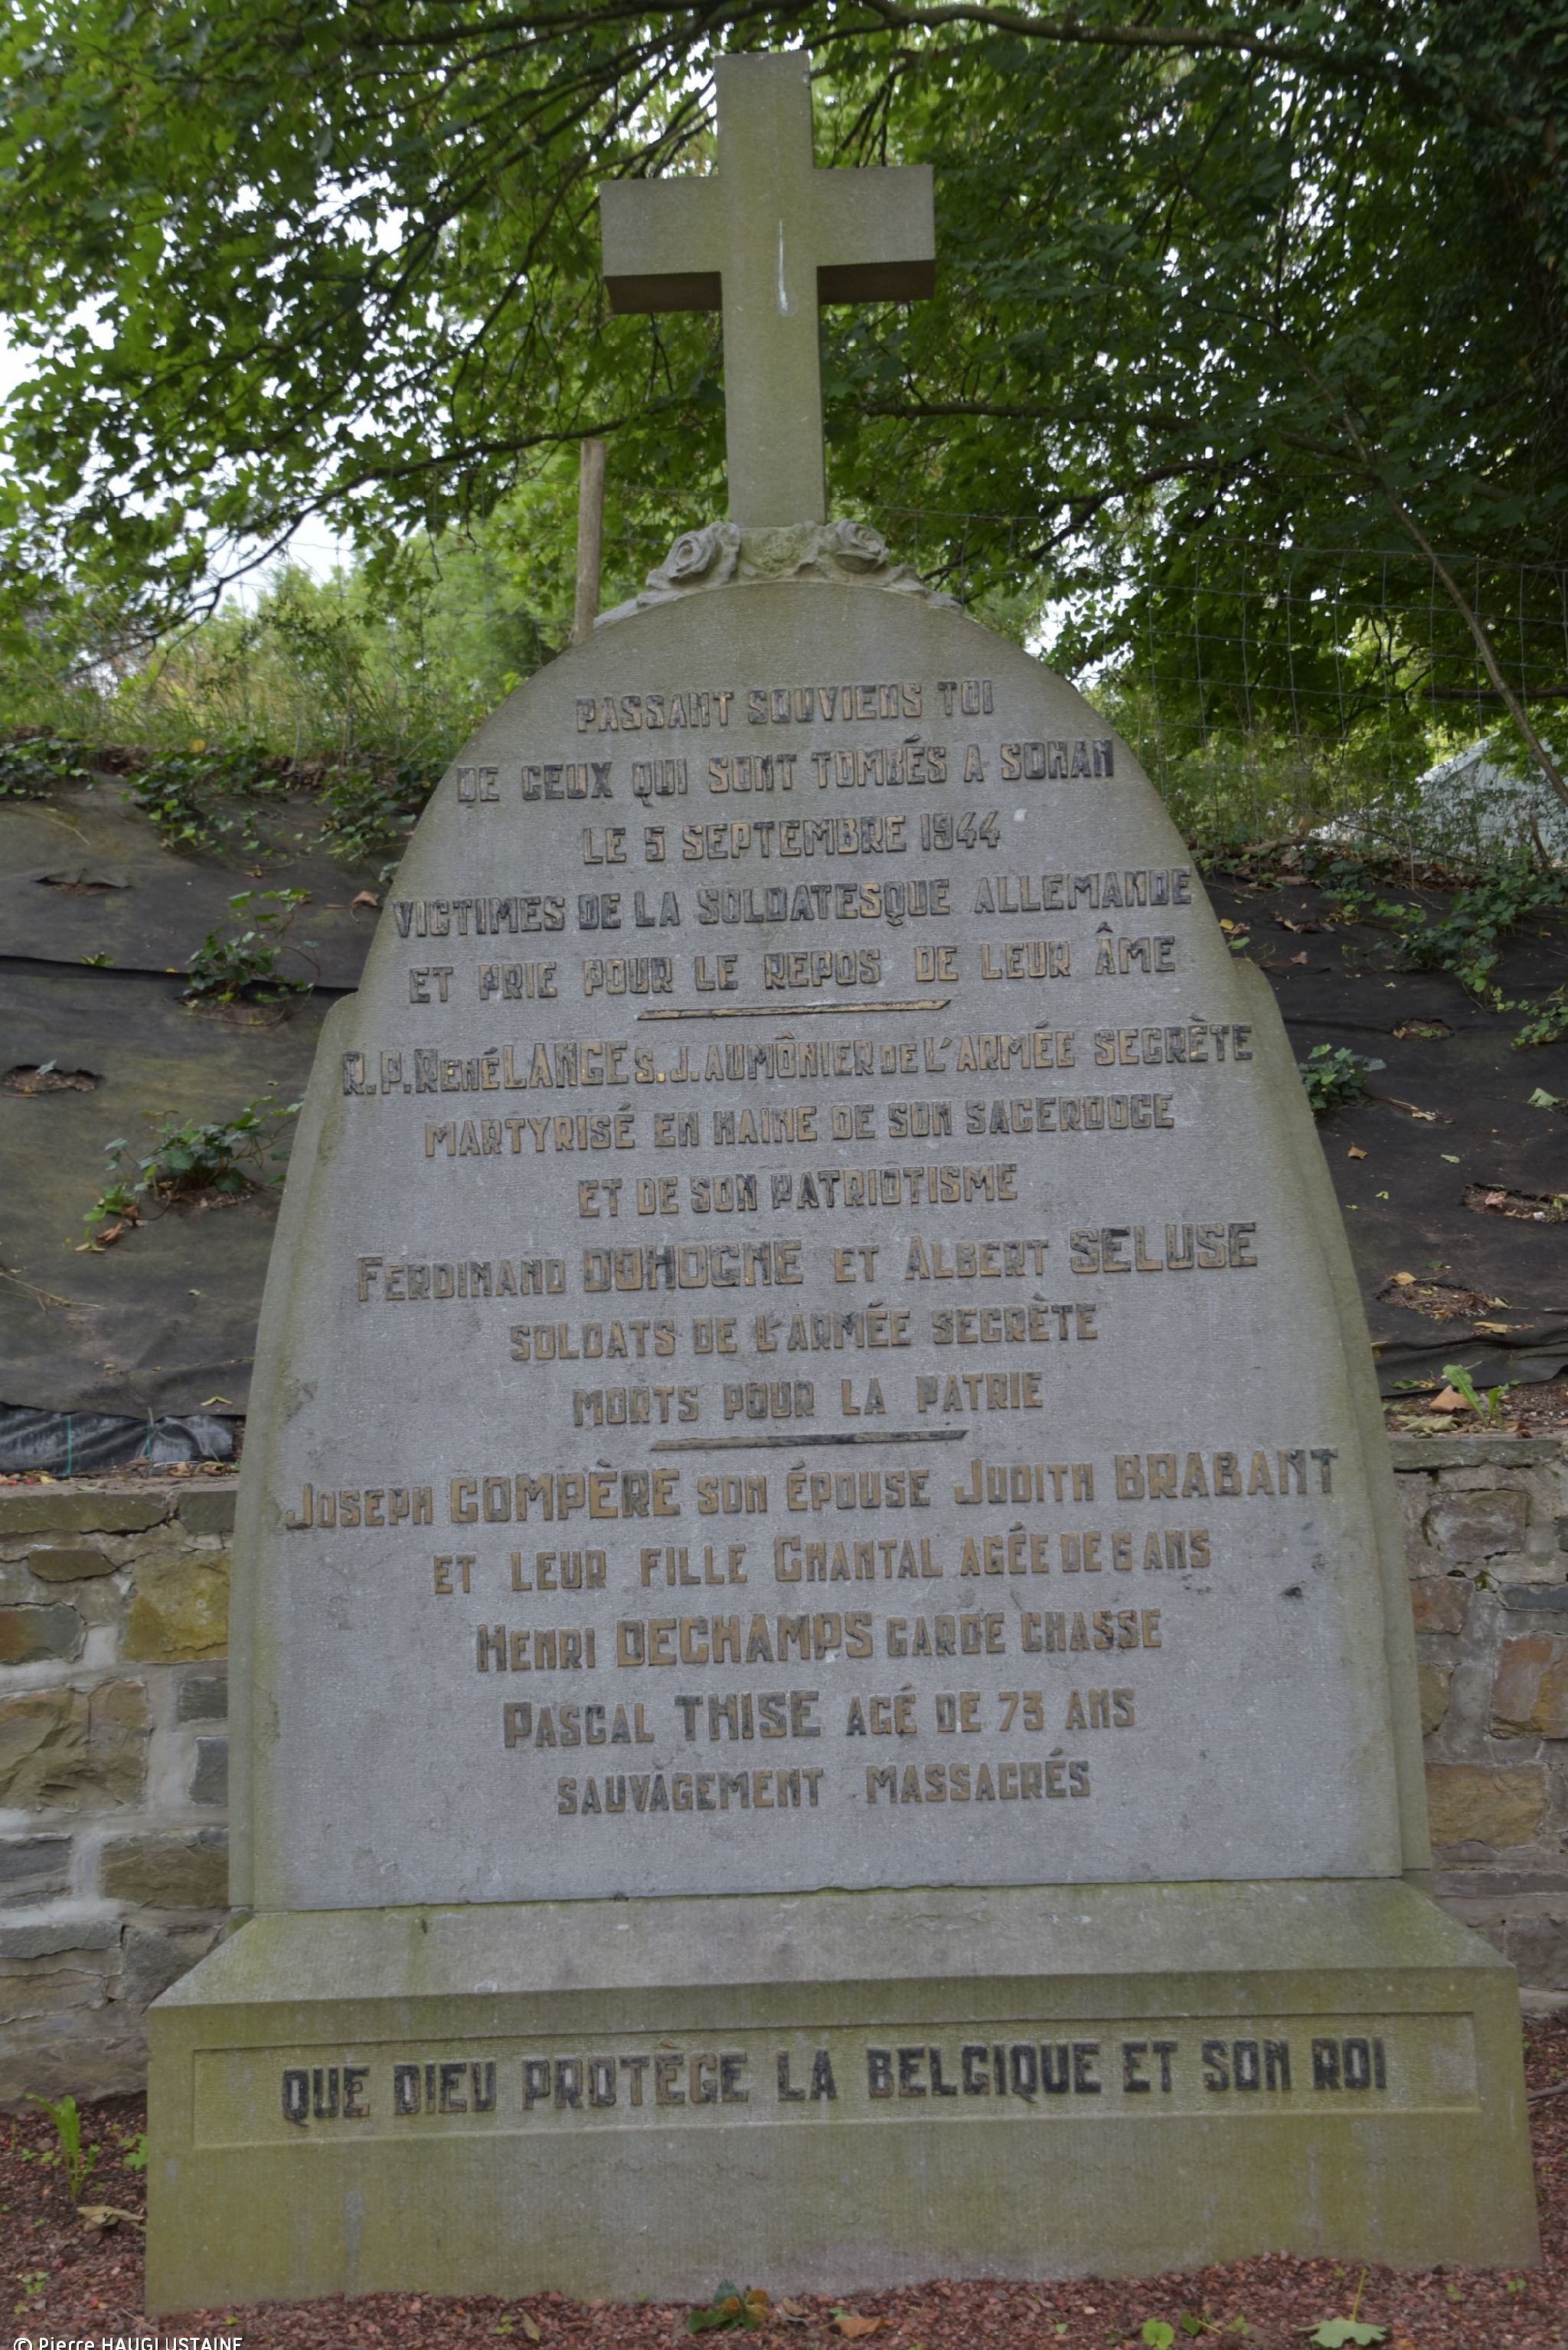 PASSANT SOUVIENS TOI
DE CEUX QUI SONT TOMBÉS A SOHAN
LE 5 SEPTEMBRE 1944
VICTIMES DE LA SOLDATESQUE ALLEMANDE
ET PRIE POUR LE REPOS DE LEUR ÂME
R.P. René LANGE S.J. AUMÔNIER DE L'ARMÉE SECRÈTE
MARTYRISÉ EN HAINE DE SON SACERDOCE
ET DE SON PATRIOTISME
FERDINAND DOHOGNE ET ALBERT SELUSE
SOLDATS DE L'ARMÉE SECRÈTE
MORTS POUR LA PATRIE
JOSEPH COMPÈRE SON ÉPOUSE JUDITH BRABANT
ET LEUR FILLE CHANTAL AGÉE DE 6 ANS
HENRI DECHAMPS GARDE CHASSE
PASCAL THISE AGÉ DE 73 ANS
SAUVAGEMENT MASSACRÉS
QUE DIEU PROTÈGE LA BELGIQUE ET SON ROI
© Pierre HAUGLUSTAINE